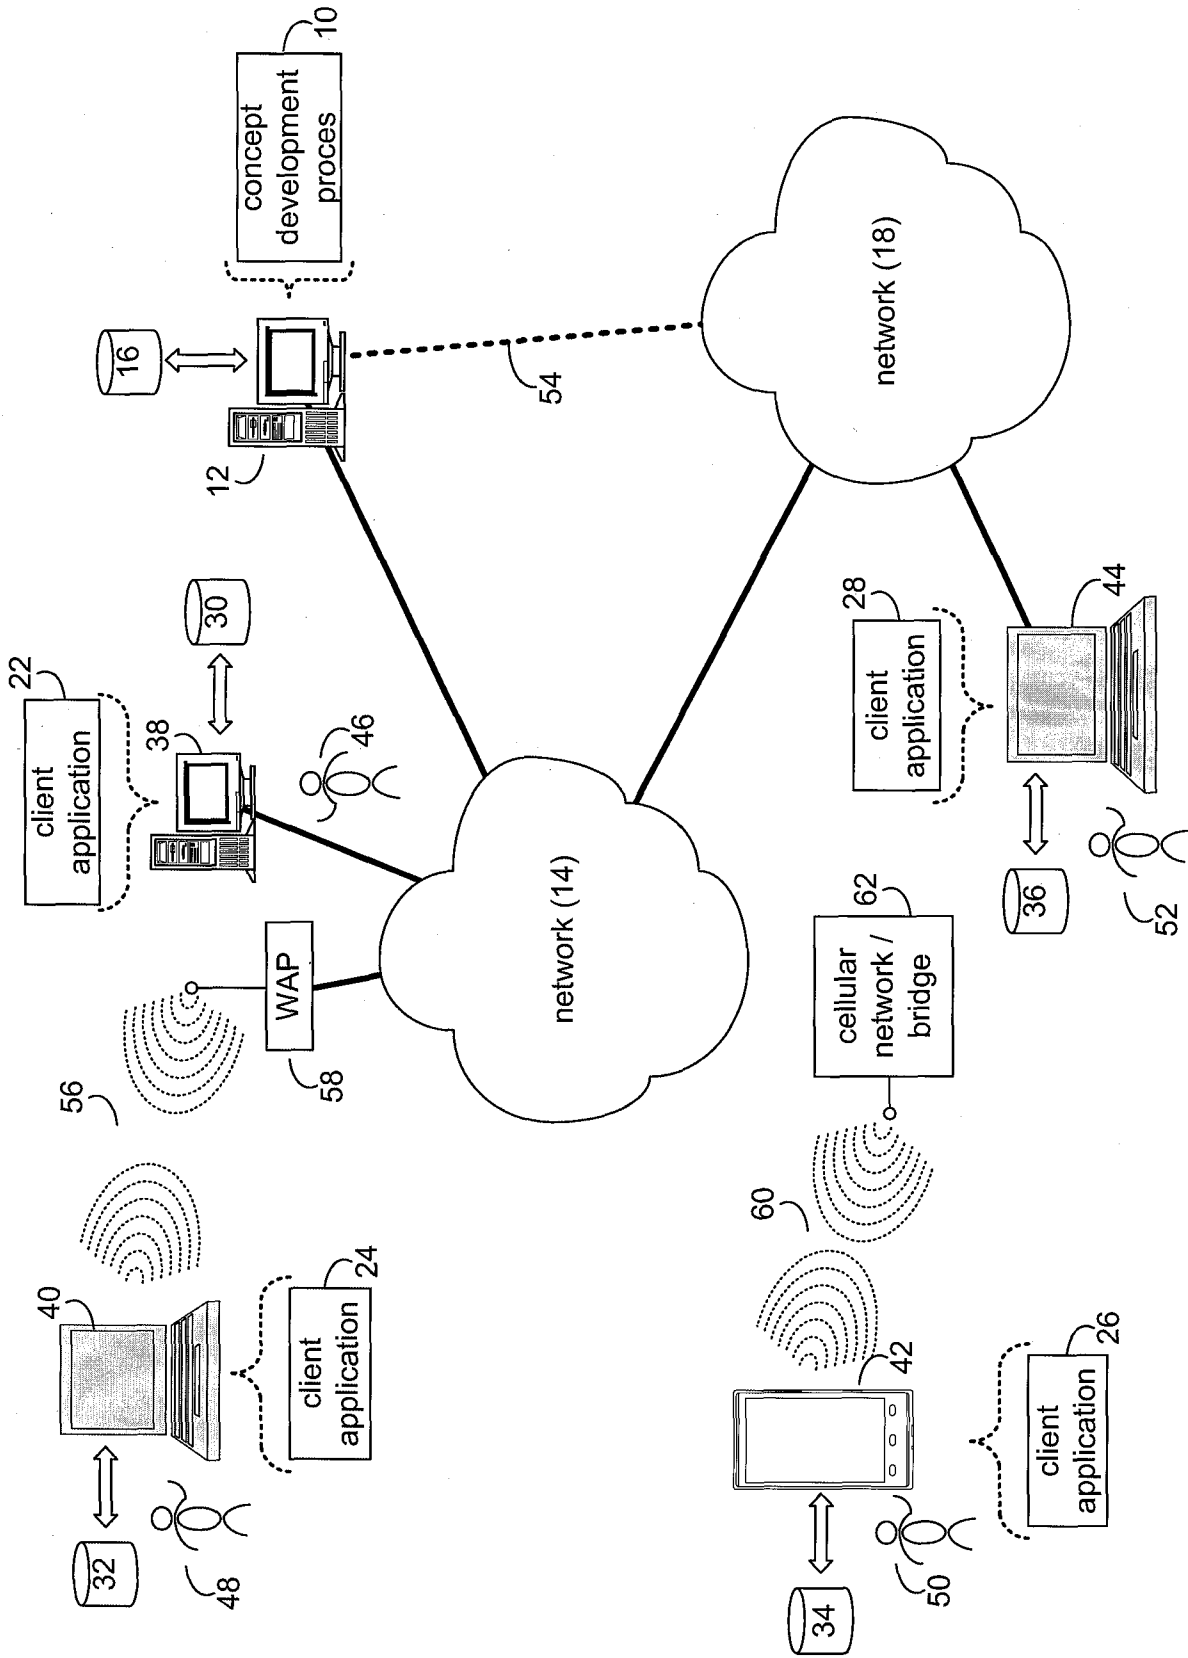 32
40
48
client
application
24
56
WAP
58
client
application
22
38
30
46
16
12
concept
development
proces
10
54
network (14)
network (18)
34
42
50
client
application
26
60
cellular
network /
bridge
62
client
application
28
36
44
52